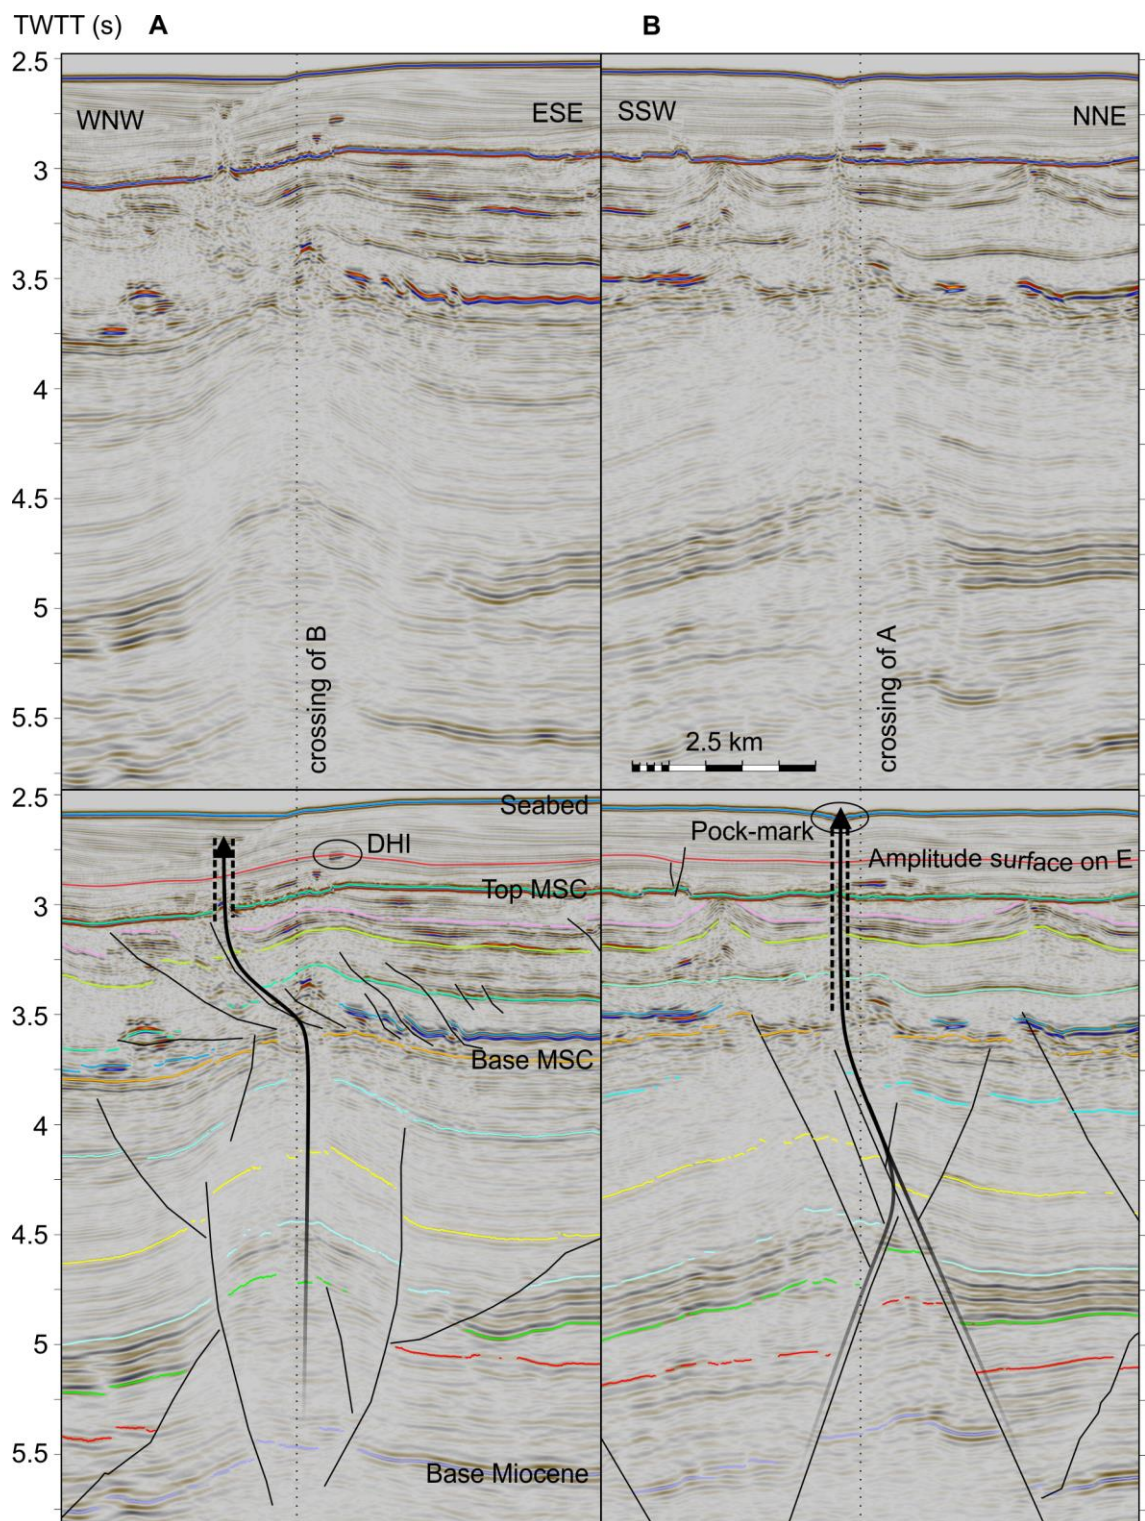 TWTT (s) A B
2.5
WNW ESE SSW NNE
3
3.5
4
4.5
5
crossing of B
crossing of A
5.5
2.5 km
2.5
Seabed
DHI
Pock-mark
Amplitude surface on E
Top MSC
3
3.5
Base MSC
4
4.5
5
5.5
Base Miocene